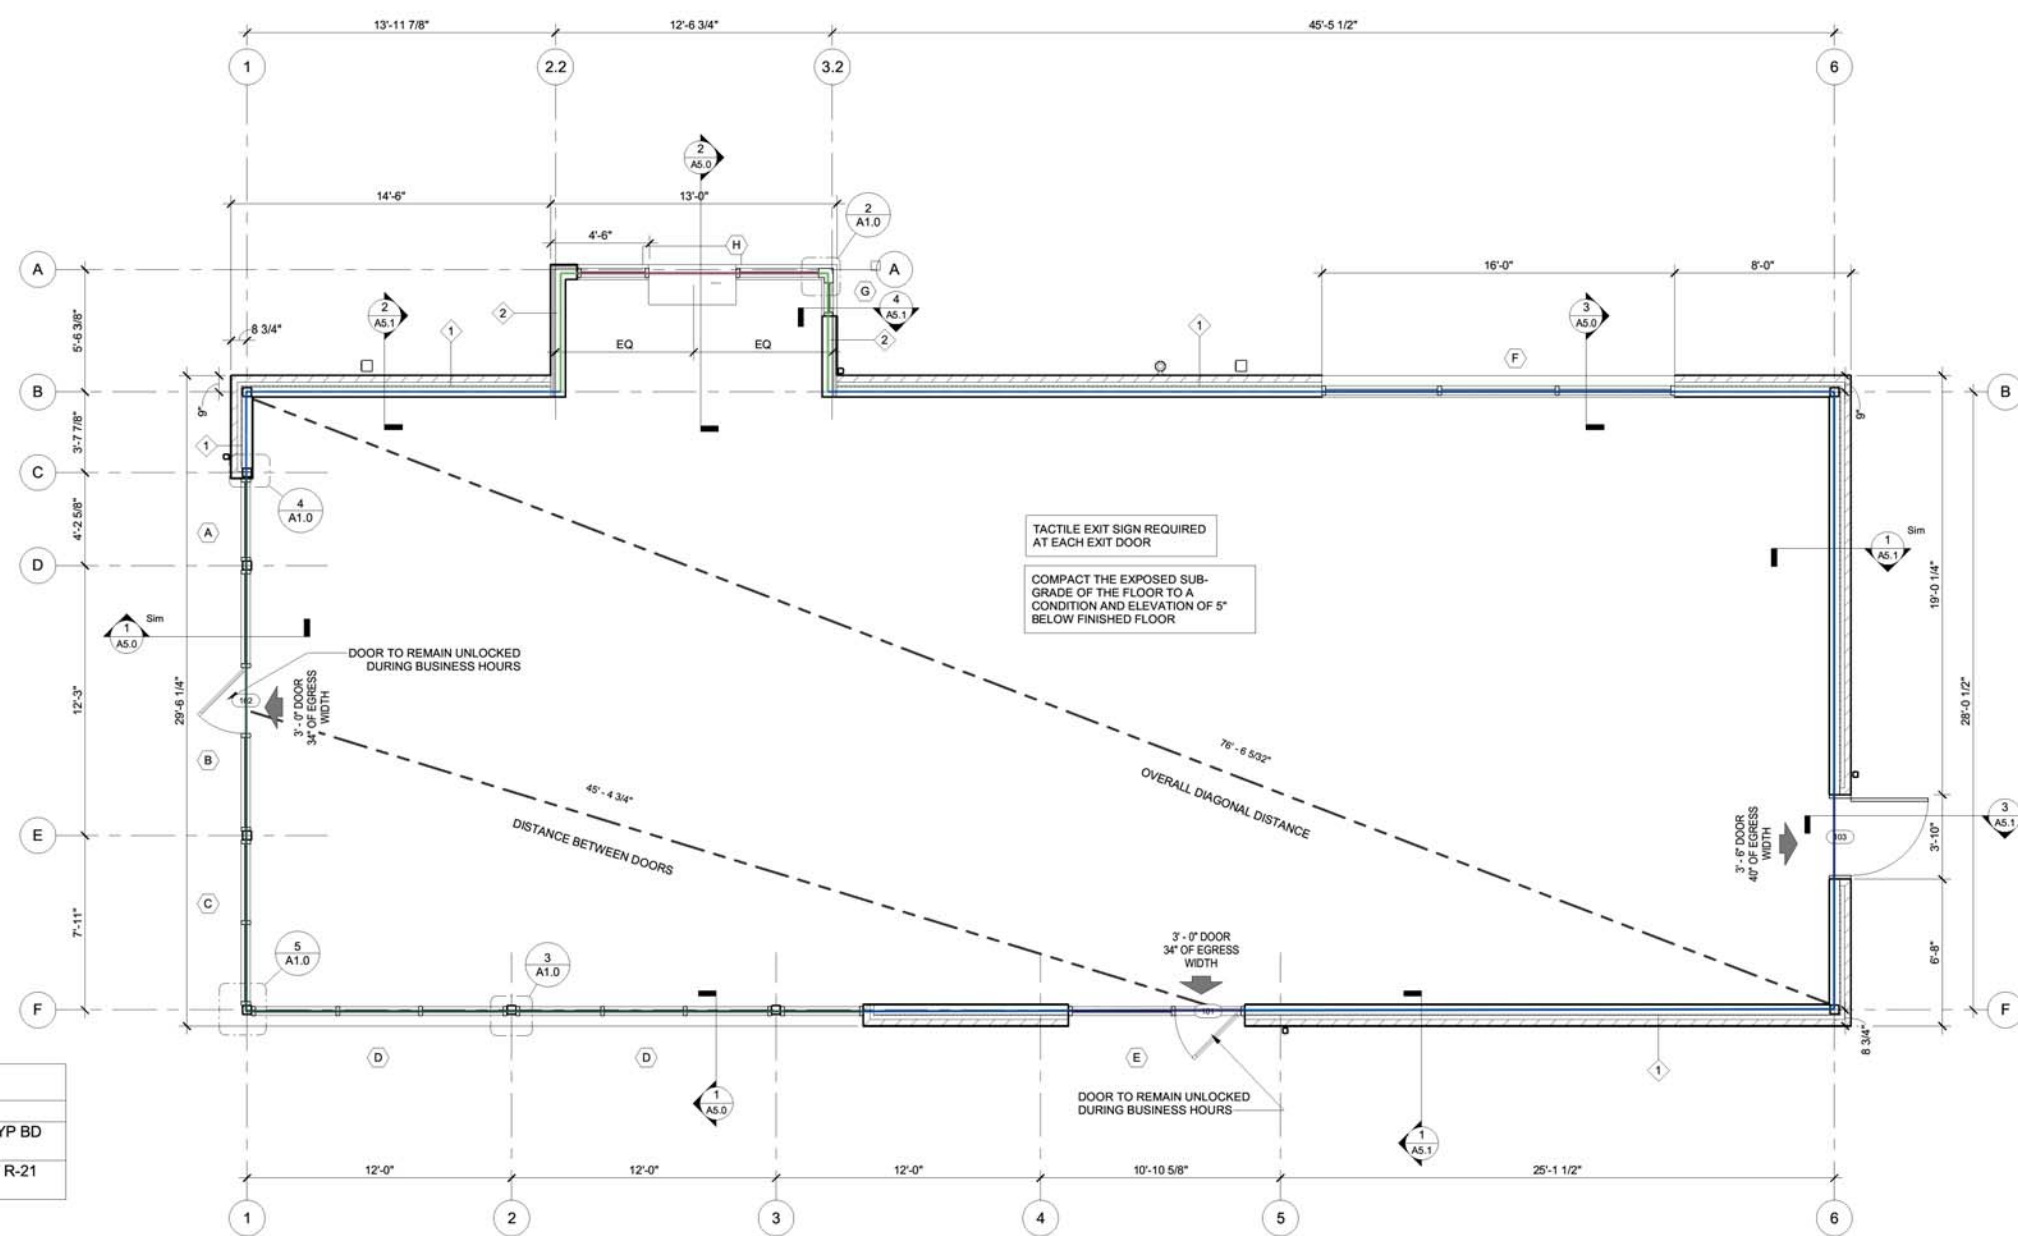 13'-11 7/8"
12'-6 3/4"
45'-5 1/2"
1
2.2
3.2
6
2
A5.0
14'-6"
13'-0"
2
A1.0
4'-6"
H
A
A
16'-0"
8'-0"
G
2
A5.1
8 3/4"
1
2
4
A5.1
3
A5.0
5'-6 3/8"
EQ
EQ
2
1
F
B
B
9"
9"
3'-7 7/8"
1
C
4
A1.0
A
4'-2 5/8"
TACTILE EXIT SIGN REQUIRED
AT EACH EXIT DOOR
1
A5.1
Sim
D
COMPACT THE EXPOSED SUB-
GRADE OF THE FLOOR TO A
CONDITION AND ELEVATION OF 5"
BELOW FINISHED FLOOR
19'-0 1/4"
1
A5.0
Sim
DOOR TO REMAIN UNLOCKED
DURING BUSINESS HOURS
12'-3"
29'-6 1/4"
102
3' - 0" DOOR
34" OF EGRESS
WIDTH
28'-0 1/2"
B
76' - 6 5/32"
OVERALL DIAGONAL DISTANCE
45' - 4 3/4"
DISTANCE BETWEEN DOORS
E
3' - 6" DOOR
40" OF EGRESS
WIDTH
103
3'-10"
3
A5.1
C
7'-11"
5
A1.0
3
A1.0
3' - 0" DOOR
34" OF EGRESS
WIDTH
6'-8"
F
101
F
8 3/4"
D
D
E
1
1
A5.0
DOOR TO REMAIN UNLOCKED
DURING BUSINESS HOURS
1
A5.1
YP BD
R-21
12'-0"
12'-0"
12'-0"
10'-10 5/8"
25'-1 1/2"
1
2
3
4
5
6